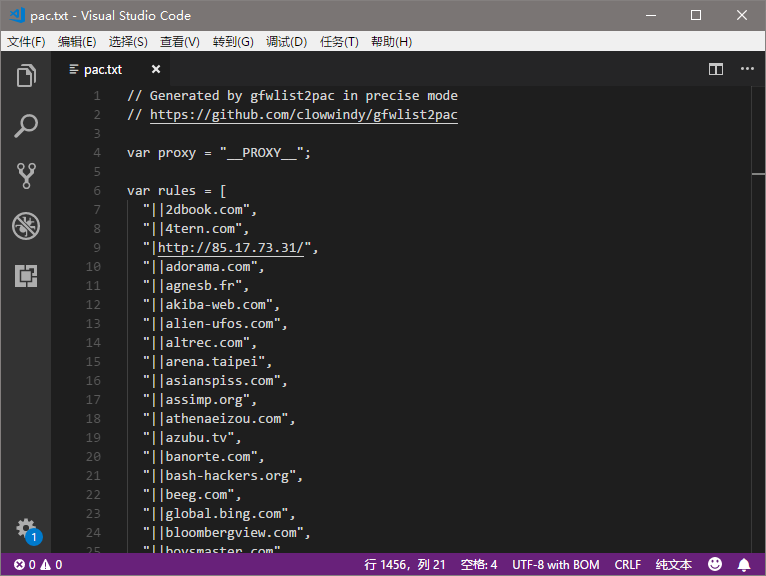 pac.txt - Visual Studio Code
文件(F) 编辑(E) 选择(S) 查看(V) 转到(G) 调试(D) 任务(T) 帮助(H)
pac.txt
1 // Generated by gfwlist2pac in precise mode
2 // https://github.com/clowwindy/gfwlist2pac
3
4 var proxy = "__PROXY__";
5
6 var rules = [
7 "||2dbook.com",
8 "||4tern.com",
9 "|http://85.17.73.31/",
10 "||adorama.com",
11 "||agnesb.fr",
12 "||akiba-web.com",
13 "||alien-ufos.com",
14 "||altrec.com",
15 "||arena.taipei",
16 "||asianspiss.com",
17 "||assimp.org",
18 "||athenaeizou.com",
19 "||azubu.tv",
20 "||banorte.com",
21 "||bash-hackers.org",
22 "||beeg.com",
23 "||global.bing.com",
24 "||bloombergview.com",
25 "||boysmaster.com"
1
0 0 行 1456，列 21 空格: 4 UTF-8 with BOM CRLF 纯文本